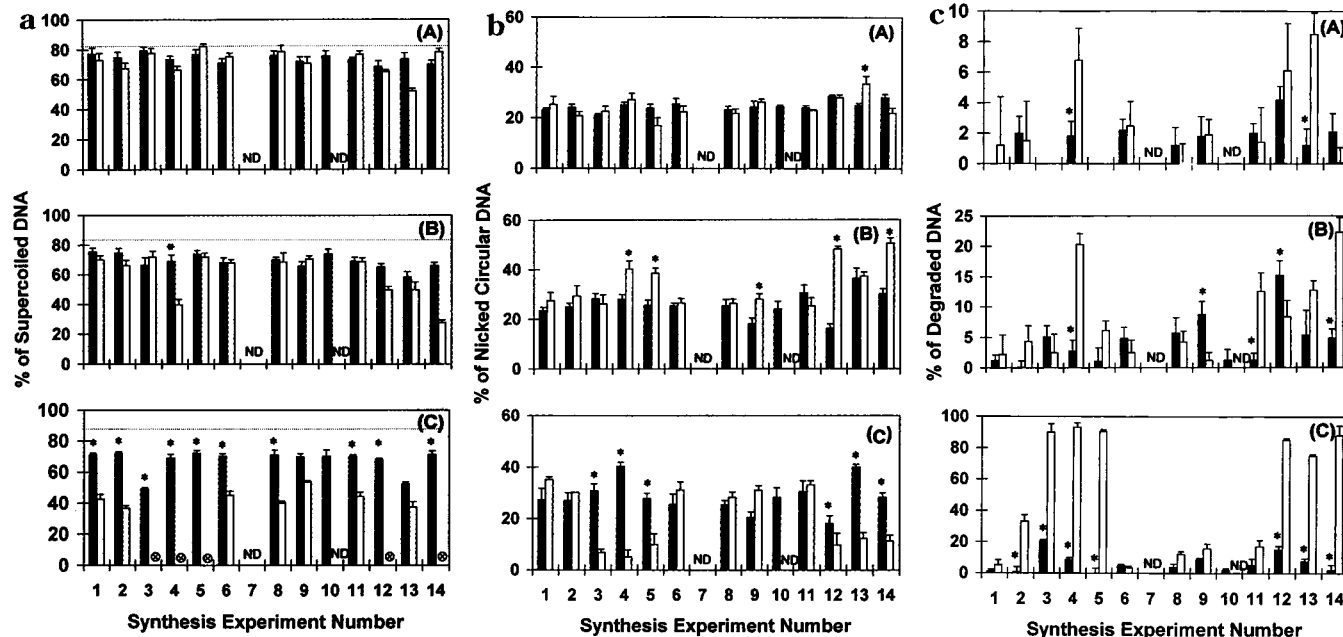 a
% of Supercoiled DNA
100
80
60
40
20
0
(A)
ND
ND
100
80
60
40
20
0
(B)
*
ND
ND
100
80
60
40
20
0
(C)
* * * * * * * * * *
⊗ ⊗ ⊗ ⊗ ⊗
ND
ND
1 2 3 4 5 6 7 8 9 10 11 12 13 14
Synthesis Experiment Number
b
% of Nicked Circular DNA
60
40
20
0
(A)
*
ND
ND
60
40
20
0
(B)
* * * * *
ND
ND
60
40
20
0
(C)
* * * * * *
ND
ND
1 2 3 4 5 6 7 8 9 10 11 12 13 14
Synthesis Experiment Number
c
% of Degraded DNA
10
8
6
4
2
0
(A)
* *
ND
ND
25
20
15
10
5
0
(B)
* * * * *
ND
ND
100
80
60
40
20
0
(C)
* * * * * * *
ND
ND
1 2 3 4 5 6 7 8 9 10 11 12 13 14
Synthesis Experiment Number